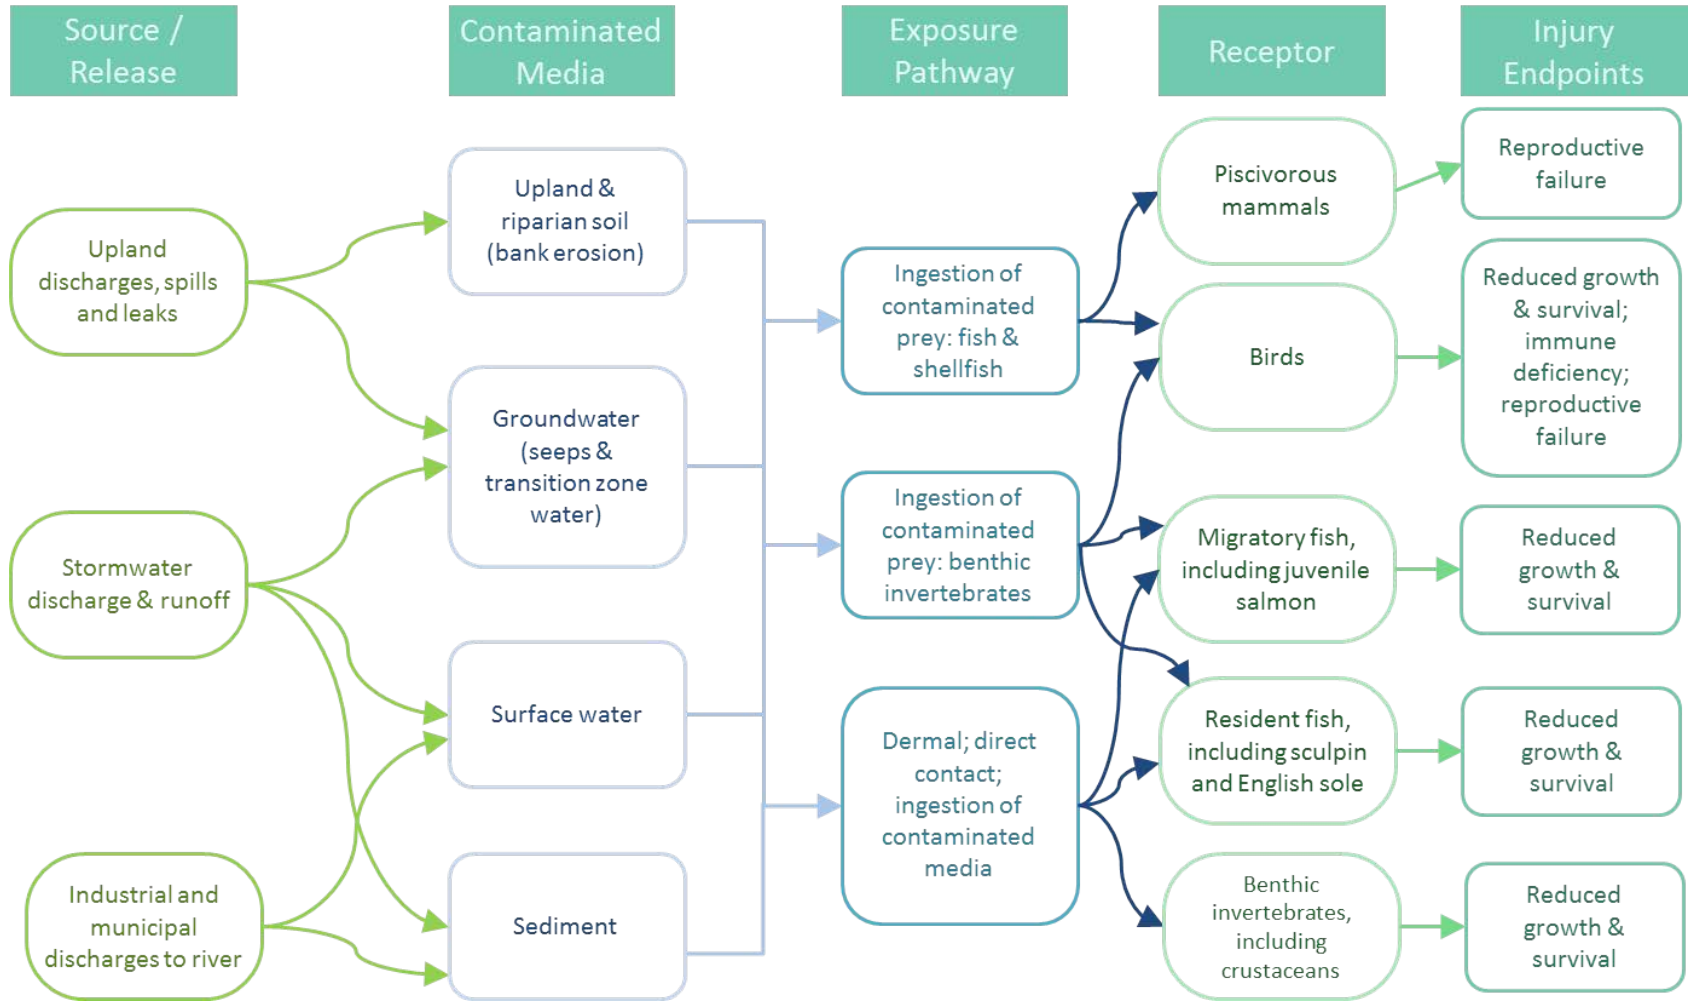 Source /
Release
Contaminated
Media
Exposure
Pathway
Receptor
Injury
Endpoints
Upland
discharges, spills
and leaks
Stormwater
discharge & runoff
Industrial and
municipal
discharges to river
Upland &
riparian soil
(bank erosion)
Groundwater
(seeps &
transition zone
water)
Surface water
Sediment
Ingestion of
contaminated
prey: fish &
shellfish
Ingestion of
contaminated
prey: benthic
invertebrates
Dermal; direct
contact;
ingestion of
contaminated
media
Piscivorous
mammals
Birds
Migratory fish,
including juvenile
salmon
Resident fish,
including sculpin
and English sole
Benthic
invertebrates,
including
crustaceans
Reproductive
failure
Reduced growth
& survival;
immune
deficiency;
reproductive
failure
Reduced
growth &
survival
Reduced
growth &
survival
Reduced
growth &
survival